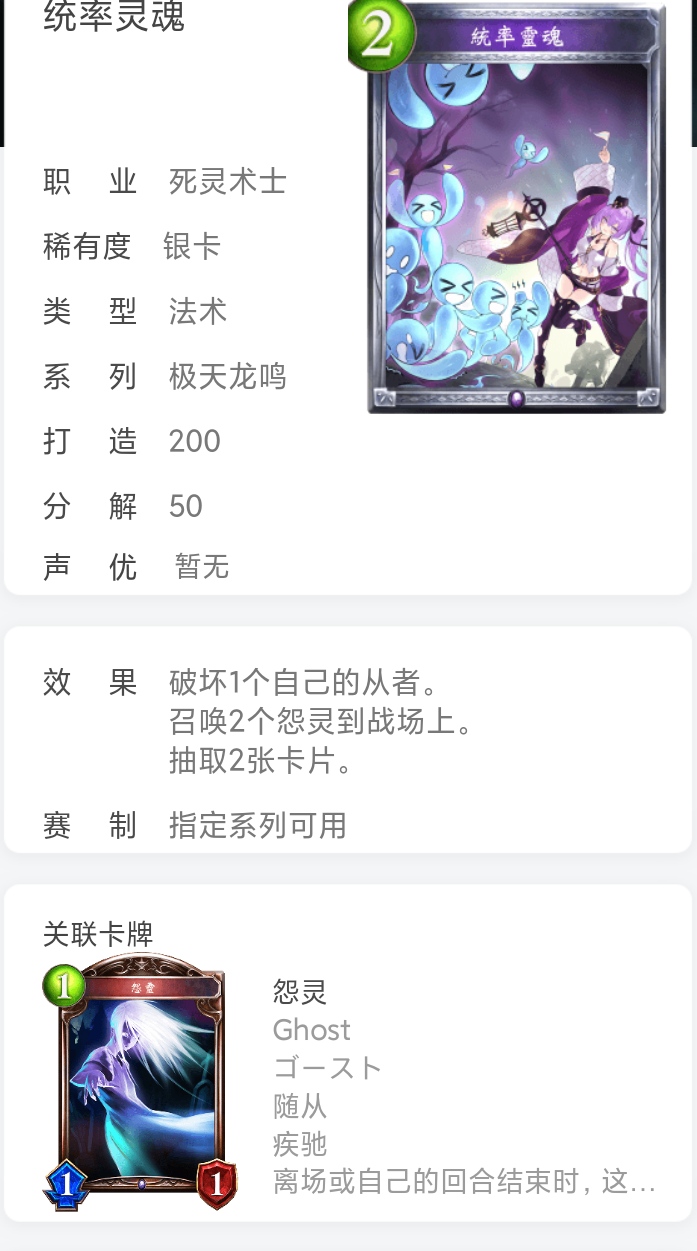 统率灵魂
2
統率靈魂
职 业 死灵术士
稀有度 银卡
类 型 法术
系 列 极天龙鸣
打 造 200
分 解 50
声 优 暂无
效 果 破坏1个自己的从者。
召唤2个怨灵到战场上。
抽取2张卡片。
赛 制 指定系列可用
关联卡牌
1
怨靈
1
1
怨灵
Ghost
ゴースト
随从
疾驰
离场或自己的回合结束时,这...